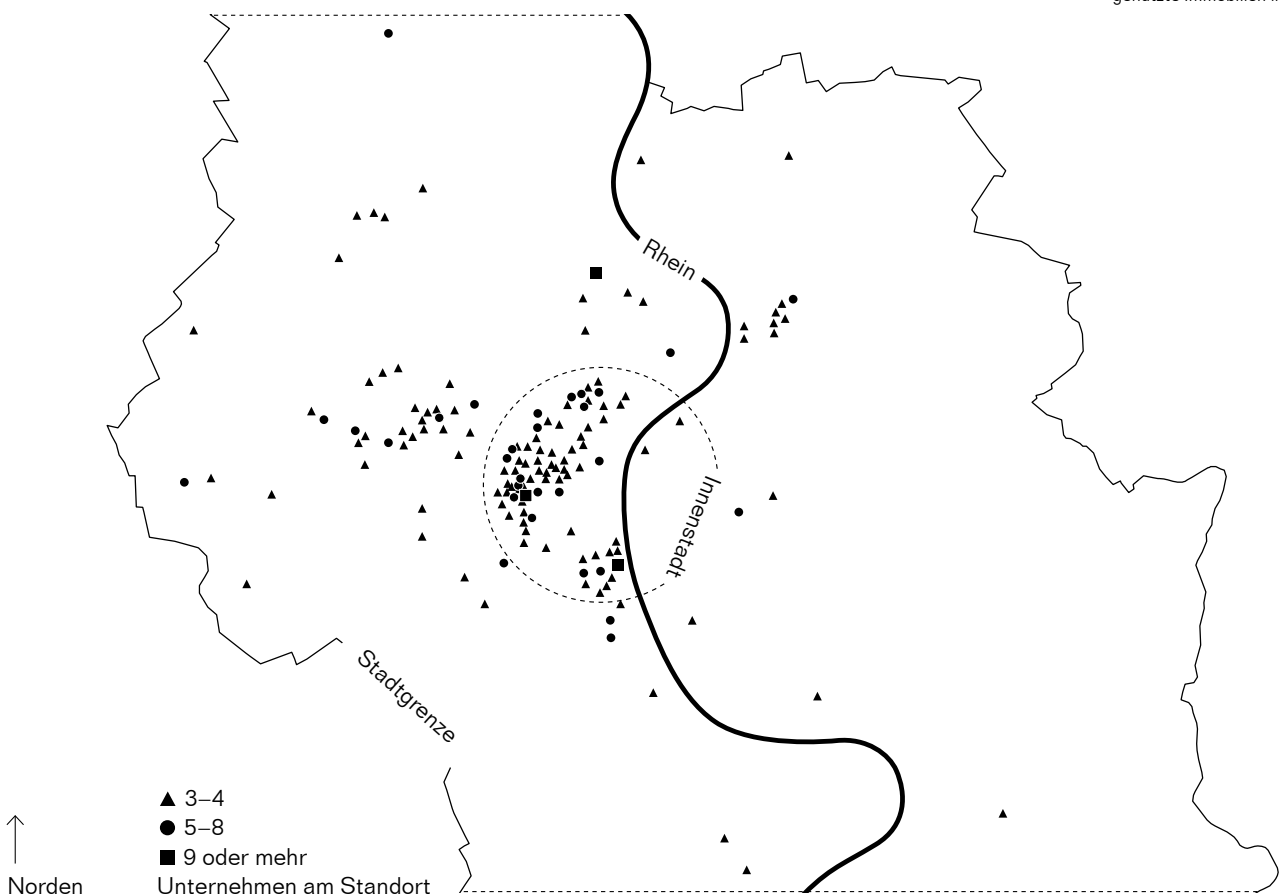 Rhein
Innenstadt
Stadtgrenze
3–4
5–8
9 oder mehr
Norden
Unternehmen am Standort